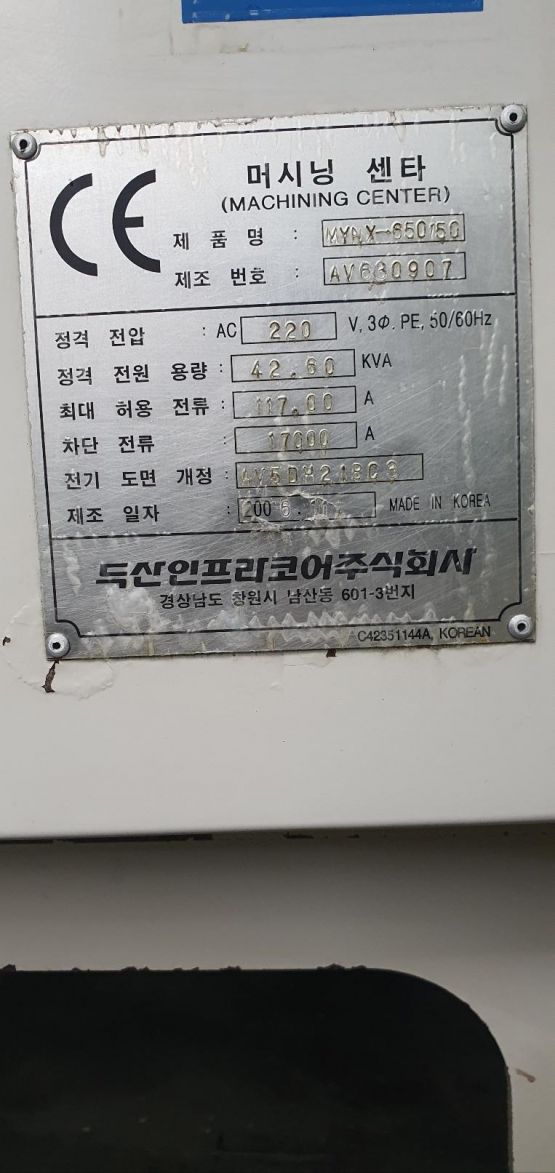 CE
머시닝 센타
(MACHINING CENTER)
제 품 명 : MYNX-650/50
제조 번호 : AV630907
정격 전압 : AC 220 V, 3Φ. PE, 50/60Hz
정격 전원 용량 : 42.60 KVA
최대 허용 전류 : 117.00 A
차단 전류 : 17000 A
전기 도면 개정 :
제조 일자 : MADE IN KOREA
두산인프라코어주식회사
경상남도 창원시 남산동 601-3번지
AC42351144A, KOREAN